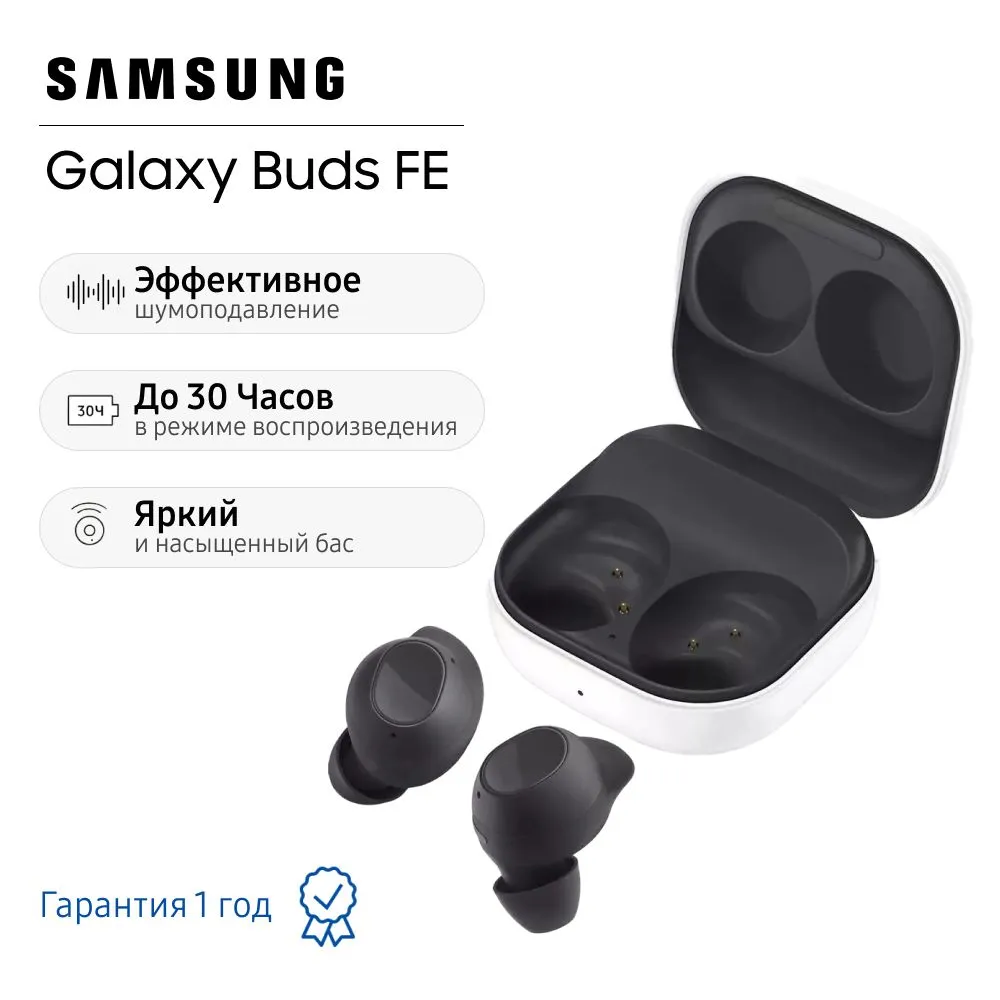 SAMSUNG
Galaxy Buds FE
Эффективное
шумоподавление
30Ч
До 30 Часов
в режиме воспроизведения
Яркий
и насыщенный бас
Гарантия 1 год